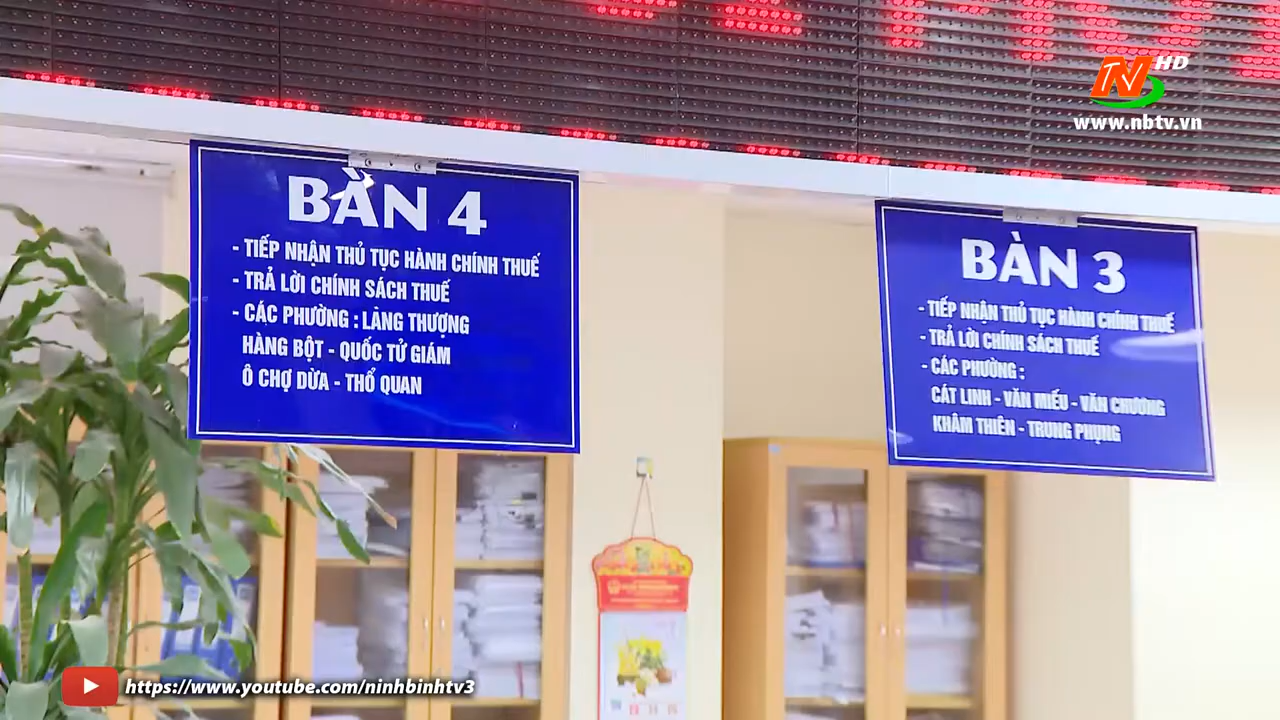 HD
www.nbtv.vn
BÀN 4
- TIẾP NHẬN THỦ TỤC HÀNH CHÍNH THUẾ
- TRẢ LỜI CHÍNH SÁCH THUẾ
- CÁC PHƯỜNG : LÁNG THƯỢNG
HÀNG BỘT - QUỐC TỬ GIÁM
Ô CHỢ DỪA - THỔ QUAN
BÀN 3
- TIẾP NHẬN THỦ TỤC HÀNH CHÍNH THUẾ
- TRẢ LỜI CHÍNH SÁCH THUẾ
- CÁC PHƯỜNG :
CÁT LINH - VĂN MIẾU - VĂN CHƯƠNG
KHÂM THIÊN - TRUNG PHỤNG
https://www.youtube.com/ninhbinhtv3